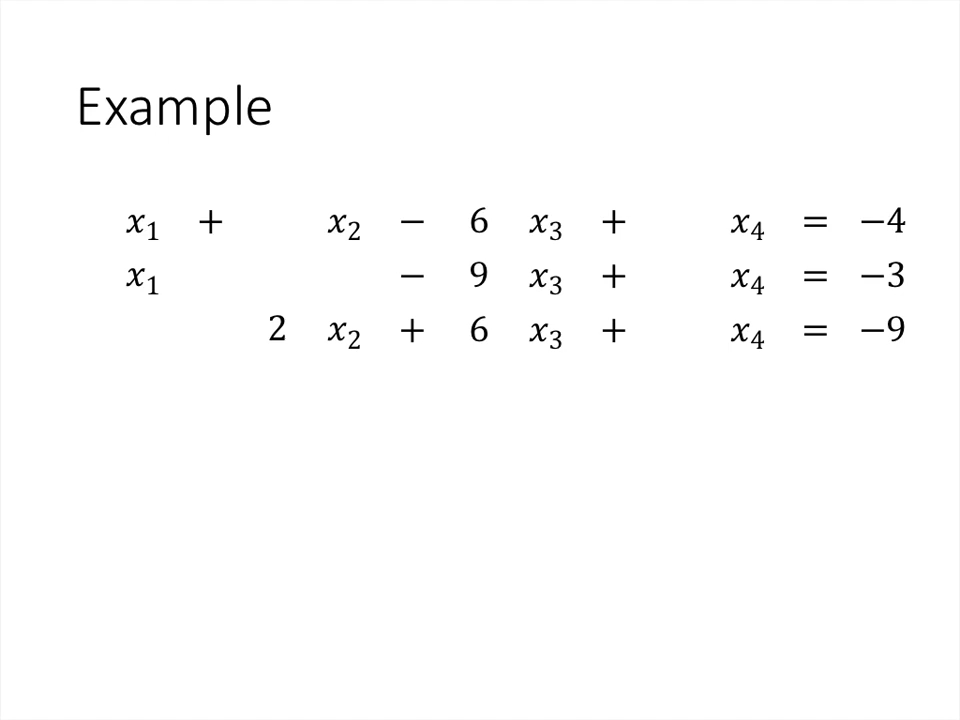 Example
x₁ + x₂ − 6 x₃ + x₄ = −4
x₁ − 9 x₃ + x₄ = −3
2 x₂ + 6 x₃ + x₄ = −9